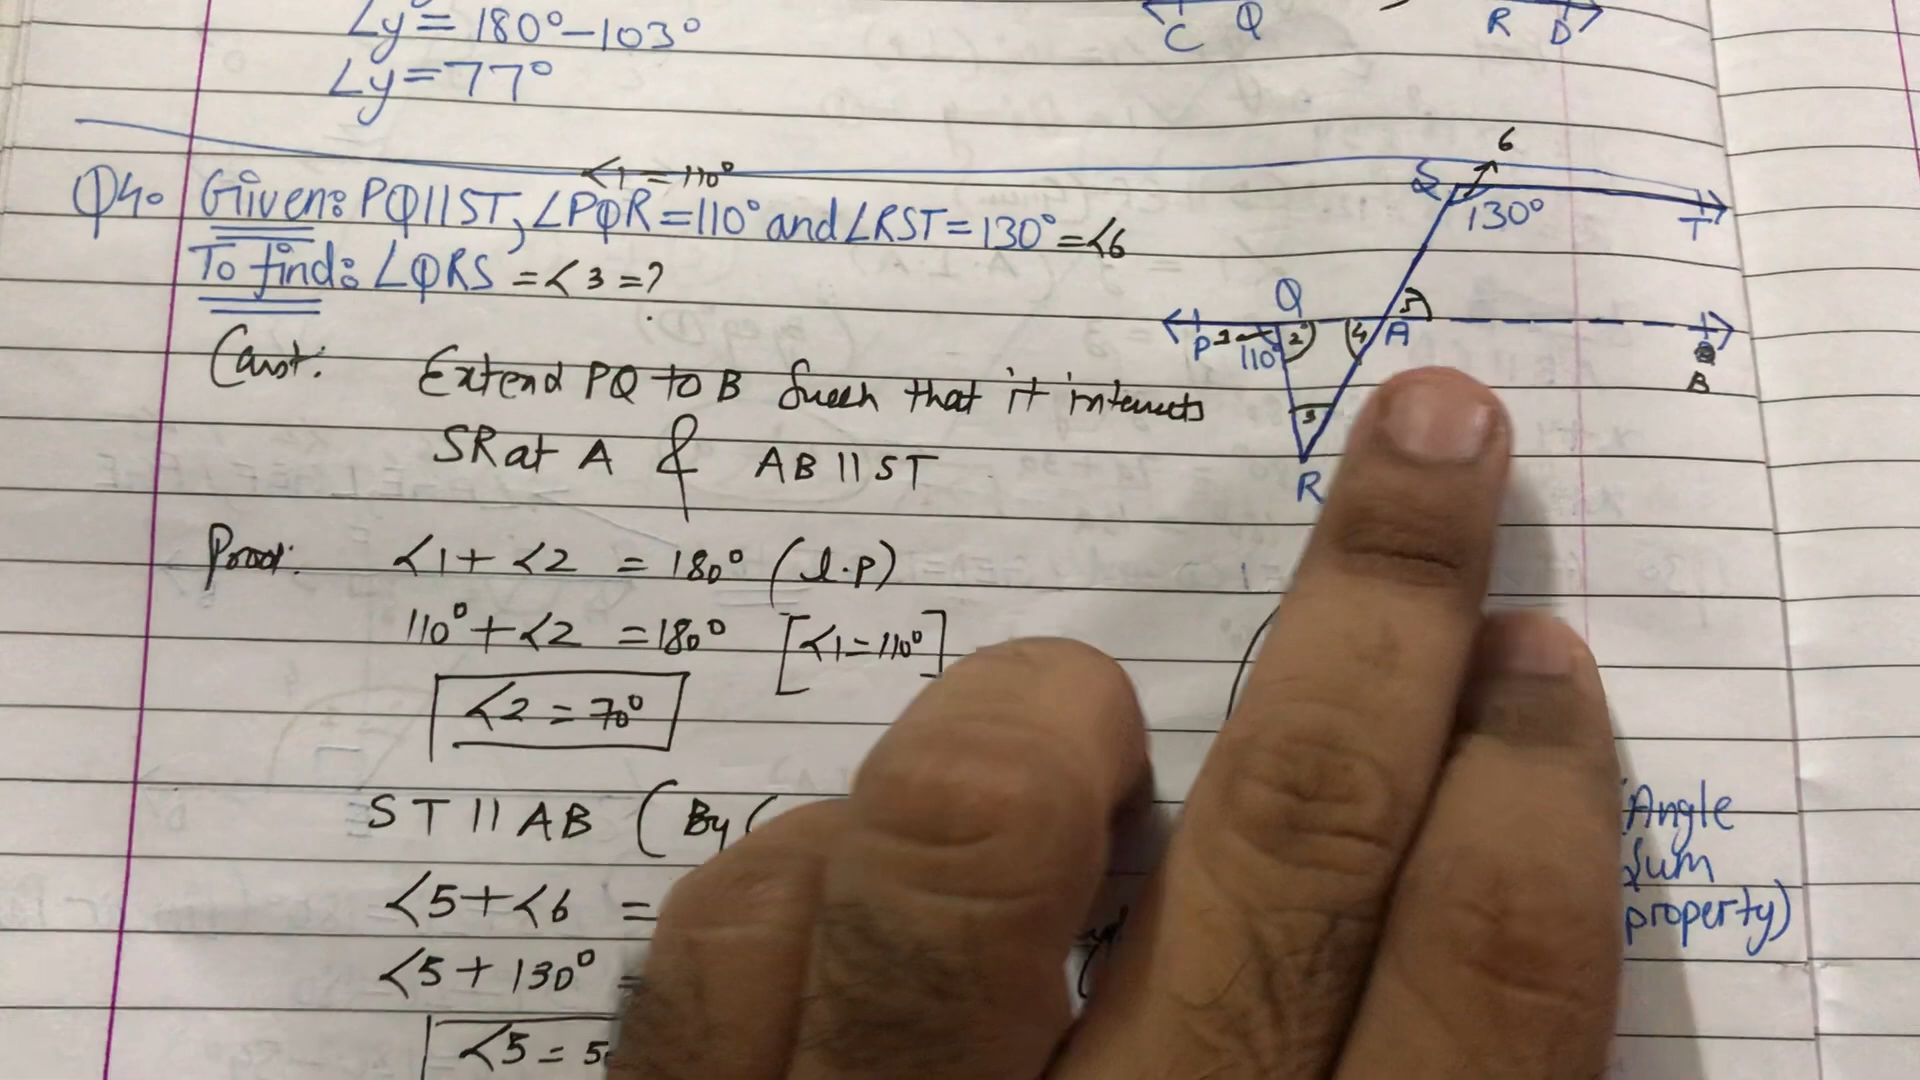 ∠y = 180° - 103°
∠y = 77°
C Q R D
∠1 = 110°
Q4. Given: PQ || ST, ∠PQR = 110° and ∠RST = 130° = ∠6
To find: ∠QRS = ∠3 = ?
6
S 130° T
Q 5
P 1 110° 2 4 A B
3
R
Const: Extend PQ to B Such that it intersects
SR at A & AB || ST
Proof: ∠1 + ∠2 = 180° (l.p)
110° + ∠2 = 180° [∠1 = 110°]
∠2 = 70°
ST || AB (By
∠5 + ∠6 =
∠5 + 130° =
∠5 = 5
Angle
Sum
property)